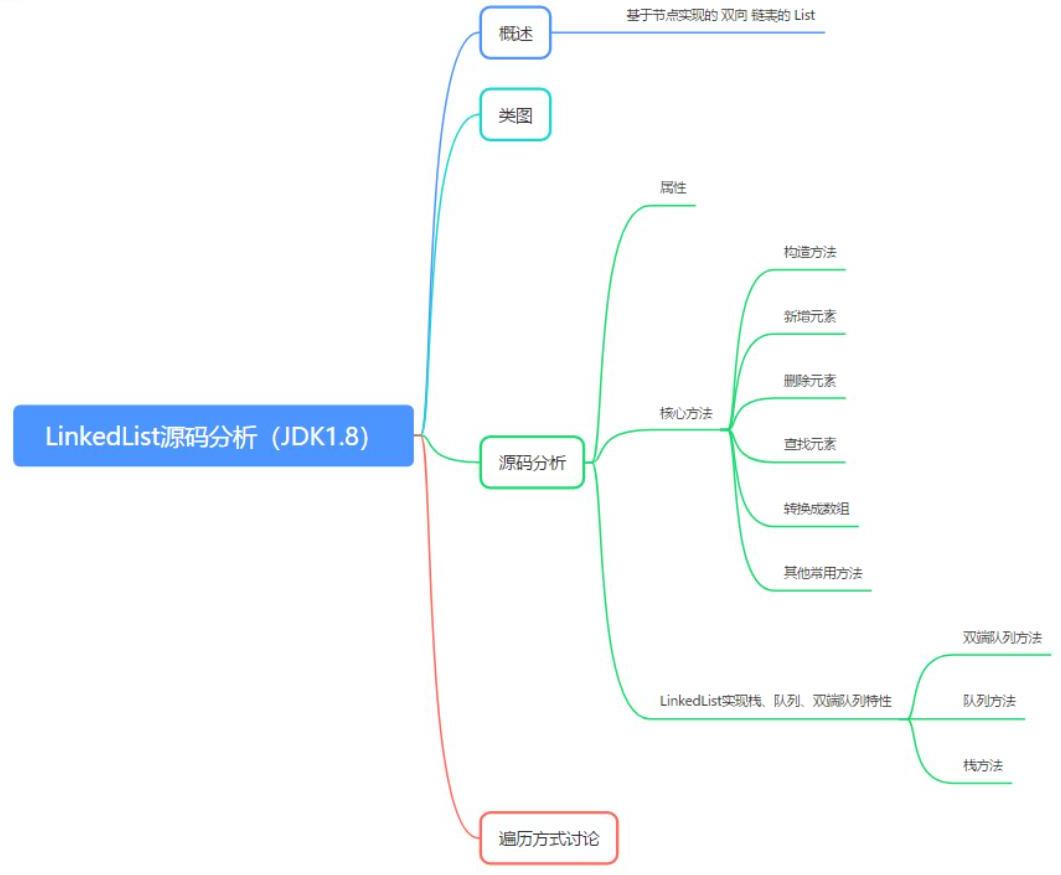 LinkedList源码分析（JDK1.8）
概述
基于节点实现的 双向 链表的 List
类图
源码分析
属性
核心方法
构造方法
新增元素
删除元素
查找元素
转换成数组
其他常用方法
LinkedList实现栈、队列、双端队列特性
双端队列方法
队列方法
栈方法
遍历方式讨论